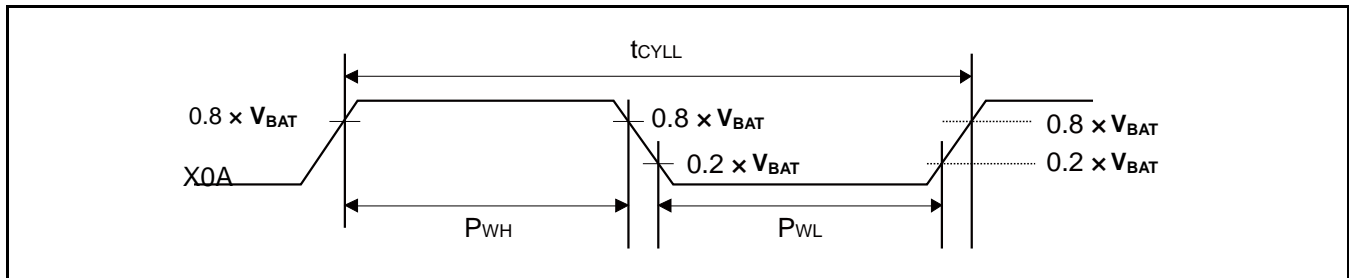 tCYLL
0.8 × VBAT
0.8 × VBAT
0.8 × VBAT
0.2 × VBAT
0.2 × VBAT
X0A
PWH
PWL